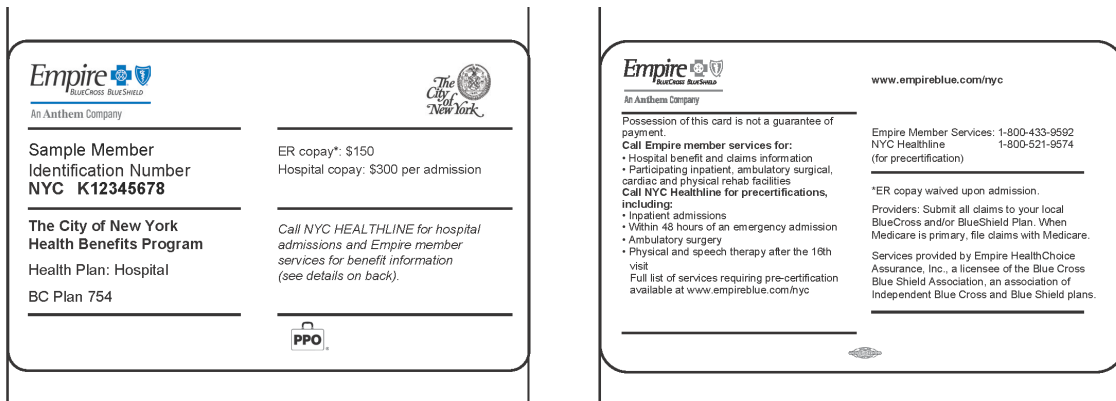 Empire
BLUECROSS BLUESHIELD
An Anthem Company
The
City
of
New York
Sample Member
Identification Number
NYC K12345678
ER copay*: $150
Hospital copay: $300 per admission
The City of New York
Health Benefits Program
Health Plan: Hospital
BC Plan 754
Call NYC HEALTHLINE for hospital
admissions and Empire member
services for benefit information
(see details on back).
PPO
Empire
BLUECROSS BLUESHIELD
An Anthem Company
Possession of this card is not a guarantee of
payment.
Call Empire member services for:
• Hospital benefit and claims information
• Participating inpatient, ambulatory surgical,
cardiac and physical rehab facilities
Call NYC Healthline for precertifications,
including:
• Inpatient admissions
• Within 48 hours of an emergency admission
• Ambulatory surgery
• Physical and speech therapy after the 16th
visit
Full list of services requiring pre-certification
available at www.empireblue.com/nyc
www.empireblue.com/nyc
Empire Member Services: 1-800-433-9592
NYC Healthline 1-800-521-9574
(for precertification)
*ER copay waived upon admission.
Providers: Submit all claims to your local
BlueCross and/or BlueShield Plan. When
Medicare is primary, file claims with Medicare.
Services provided by Empire HealthChoice
Assurance, Inc., a licensee of the Blue Cross
Blue Shield Association, an association of
Independent Blue Cross and Blue Shield plans.